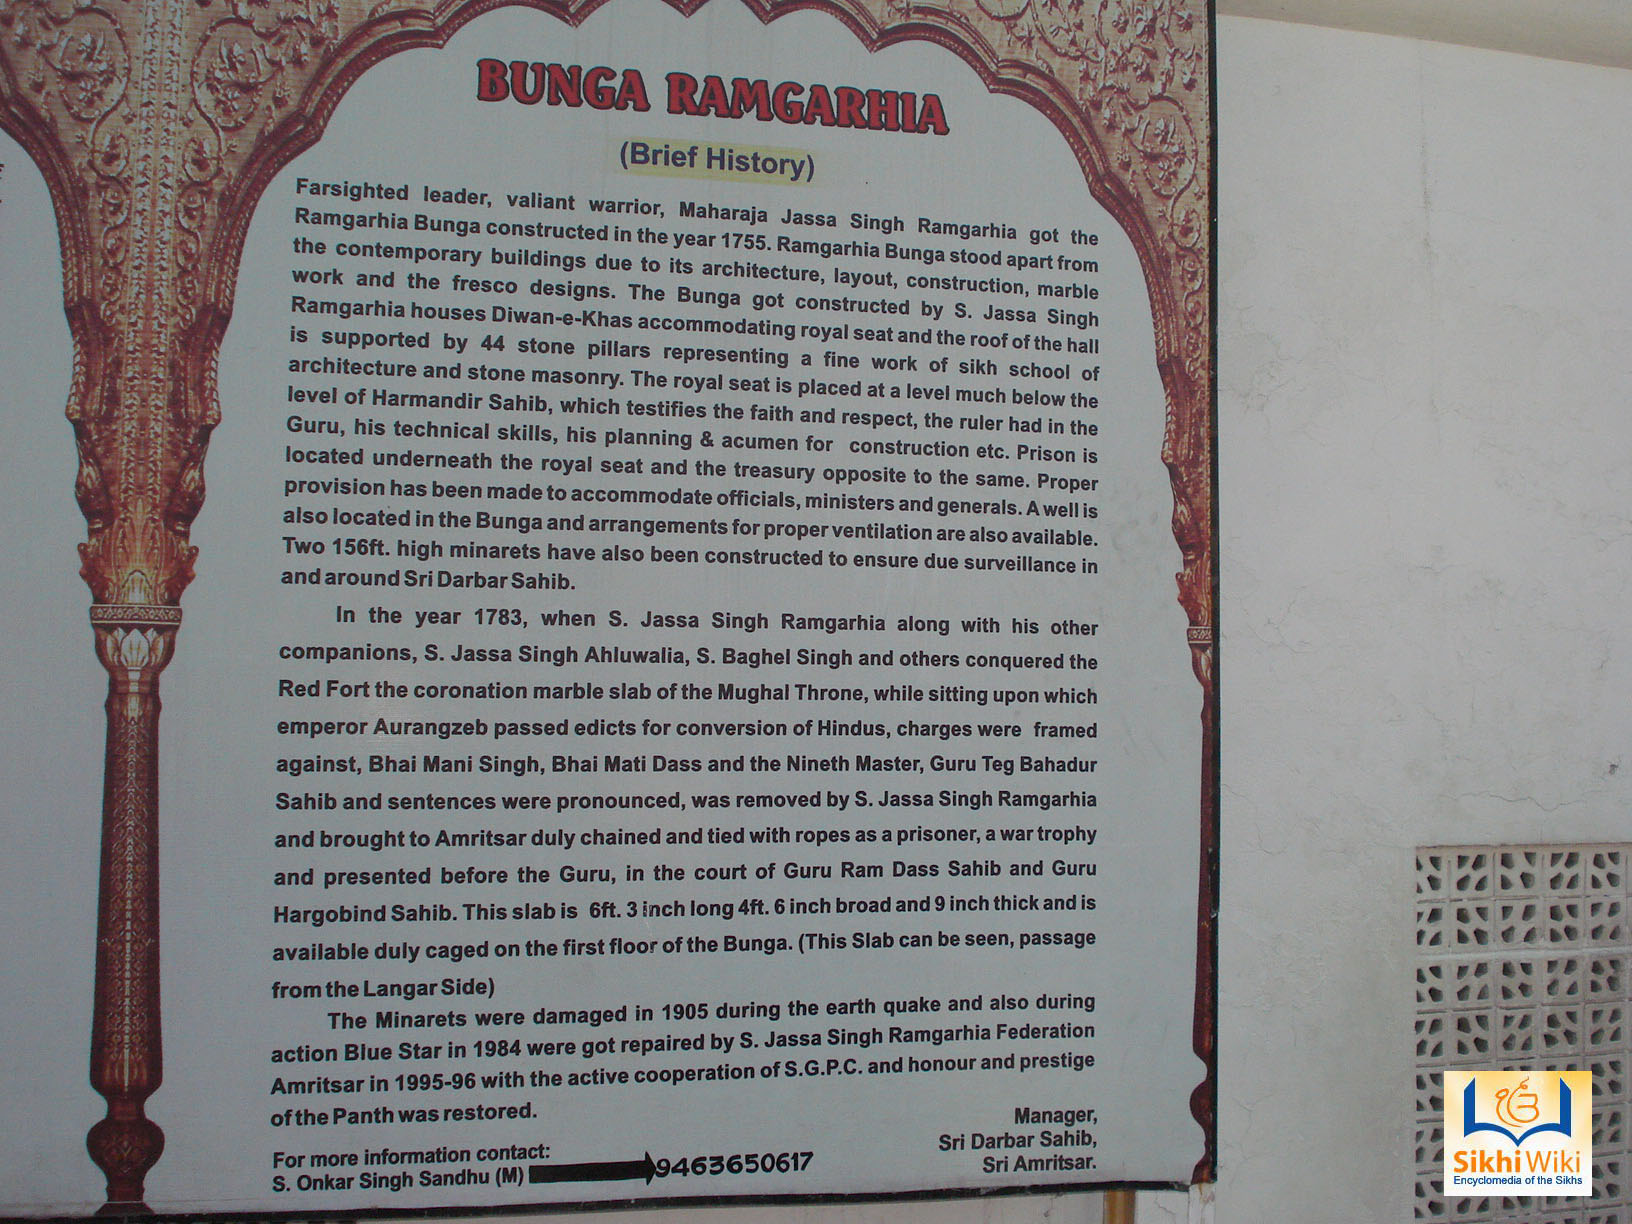 BUNGA RAMGARHIA
(Brief History)
Farsighted leader, valiant warrior, Maharaja Jassa Singh Ramgarhia got the
Ramgarhia Bunga constructed in the year 1755. Ramgarhia Bunga stood apart from
the contemporary buildings due to its architecture, layout, construction, marble
work and the fresco designs. The Bunga got constructed by S. Jassa Singh
Ramgarhia houses Diwan-e-Khas accommodating royal seat and the roof of the hall
is supported by 44 stone pillars representing a fine work of sikh school of
architecture and stone masonry. The royal seat is placed at a level much below the
level of Harmandir Sahib, which testifies the faith and respect, the ruler had in the
Guru, his technical skills, his planning & acumen for construction etc. Prison is
located underneath the royal seat and the treasury opposite to the same. Proper
provision has been made to accommodate officials, ministers and generals. A well is
also located in the Bunga and arrangements for proper ventilation are also available.
Two 156ft. high minarets have also been constructed to ensure due surveillance in
and around Sri Darbar Sahib.
In the year 1783, when S. Jassa Singh Ramgarhia along with his other
companions, S. Jassa Singh Ahluwalia, S. Baghel Singh and others conquered the
Red Fort the coronation marble slab of the Mughal Throne, while sitting upon which
emperor Aurangzeb passed edicts for conversion of Hindus, charges were framed
against, Bhai Mani Singh, Bhai Mati Dass and the Nineth Master, Guru Teg Bahadur
Sahib and sentences were pronounced, was removed by S. Jassa Singh Ramgarhia
and brought to Amritsar duly chained and tied with ropes as a prisoner, a war trophy
and presented before the Guru, in the court of Guru Ram Dass Sahib and Guru
Hargobind Sahib. This slab is 6ft. 3 inch long 4ft. 6 inch broad and 9 inch thick and is
available duly caged on the first floor of the Bunga. (This Slab can be seen, passage
from the Langar Side)
The Minarets were damaged in 1905 during the earth quake and also during
action Blue Star in 1984 were got repaired by S. Jassa Singh Ramgarhia Federation
Amritsar in 1995-96 with the active cooperation of S.G.P.C. and honour and prestige
of the Panth was restored.
Manager,
Sri Darbar Sahib,
Sri Amritsar.
For more information contact:
S. Onkar Singh Sandhu (M) 9463650617
ੴ
SikhiWiki
Encyclomedia of the Sikhs